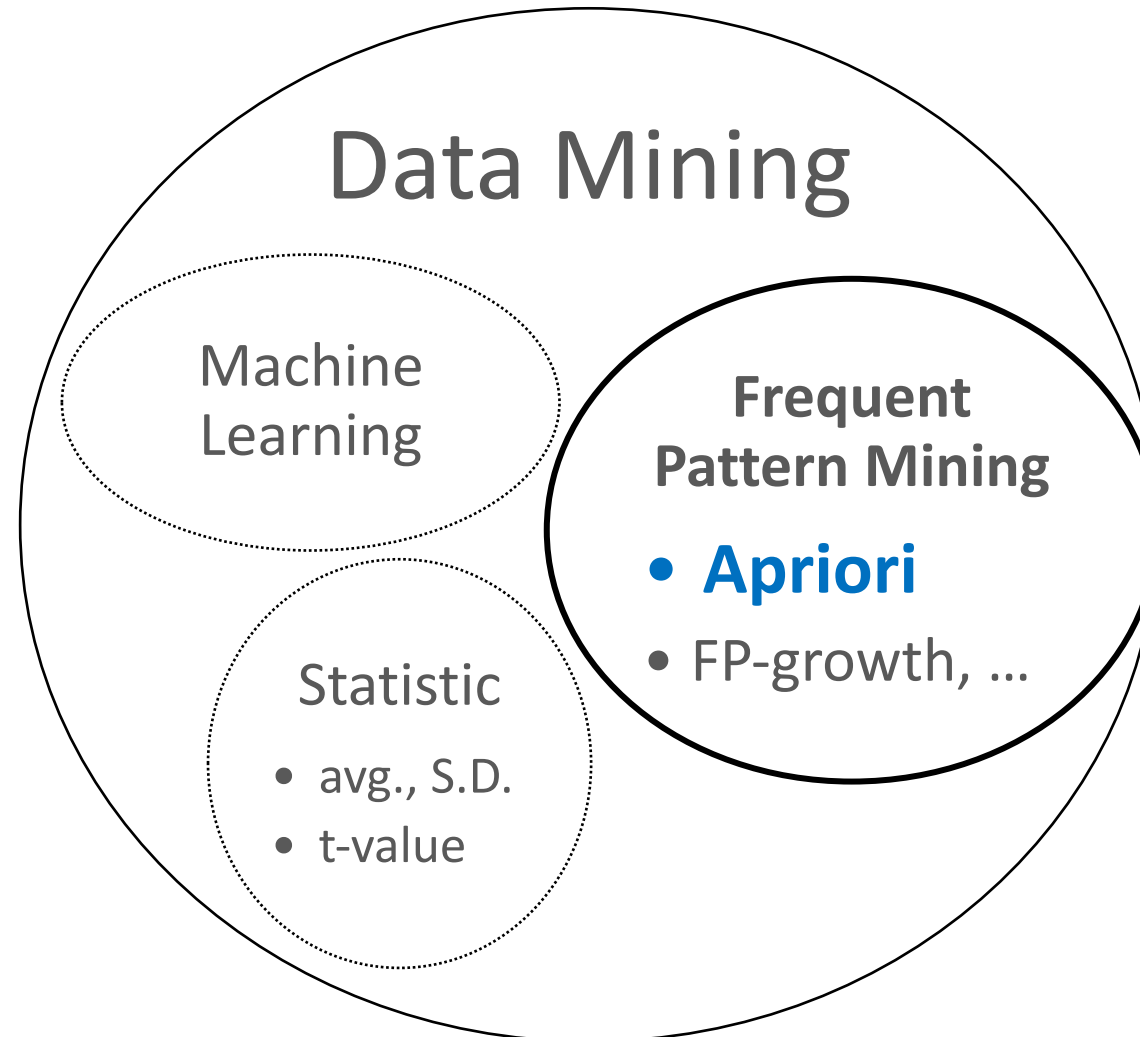 Data Mining
Machine
Learning
Frequent
Pattern Mining
• Apriori
• FP-growth, ...
Statistic
• avg., S.D.
• t-value